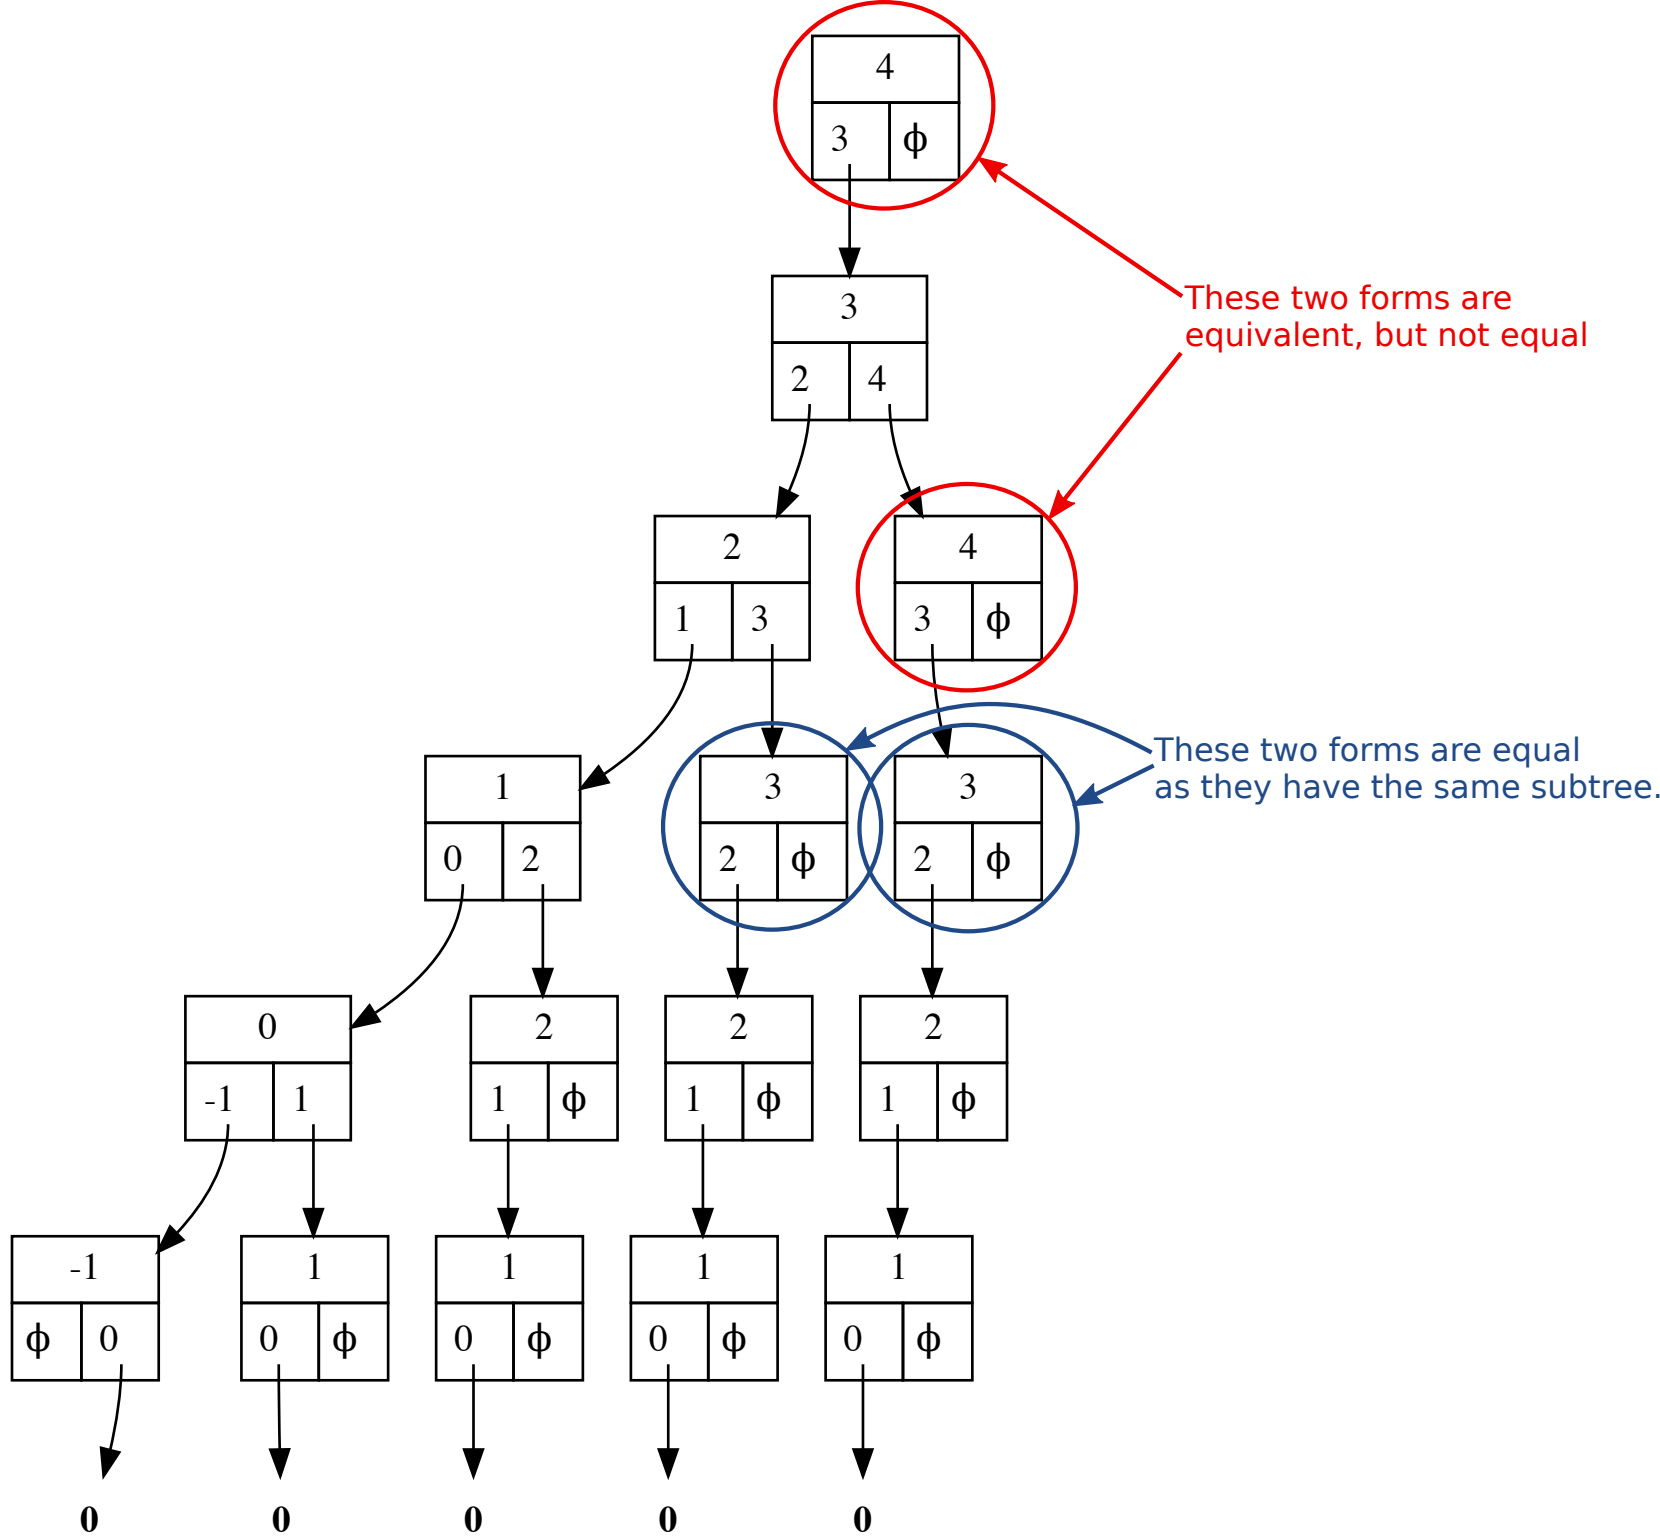 4
3 ϕ
These two forms are
equivalent, but not equal
3
2 4
2 4
1 3 3 ϕ
These two forms are equal
as they have the same subtree.
1 3 3
0 2 2 ϕ 2 ϕ
0 2 2 2
-1 1 1 ϕ 1 ϕ 1 ϕ
-1 1 1 1 1
ϕ 0 0 ϕ 0 ϕ 0 ϕ 0 ϕ
0 0 0 0 0